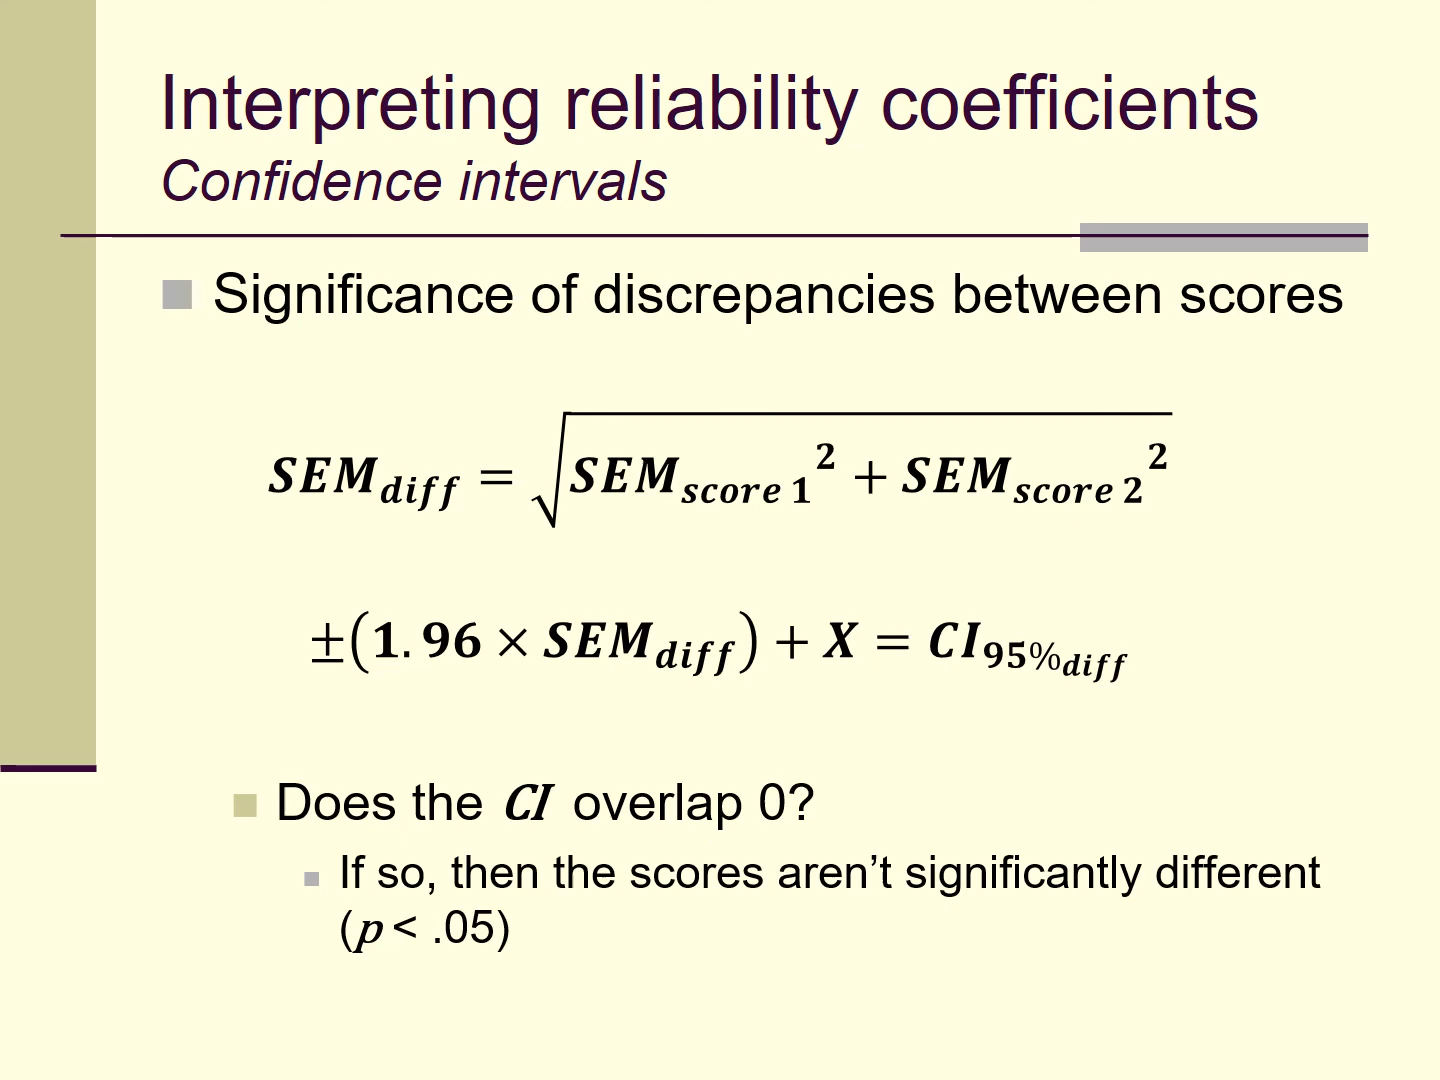 Interpreting reliability coefficients
Confidence intervals
Significance of discrepancies between scores
SEM_diff = √(SEM_score 1² + SEM_score 2²)
±(1.96 × SEM_diff) + X = CI_95%_diff
Does the CI overlap 0?
If so, then the scores aren’t significantly different
(p < .05)